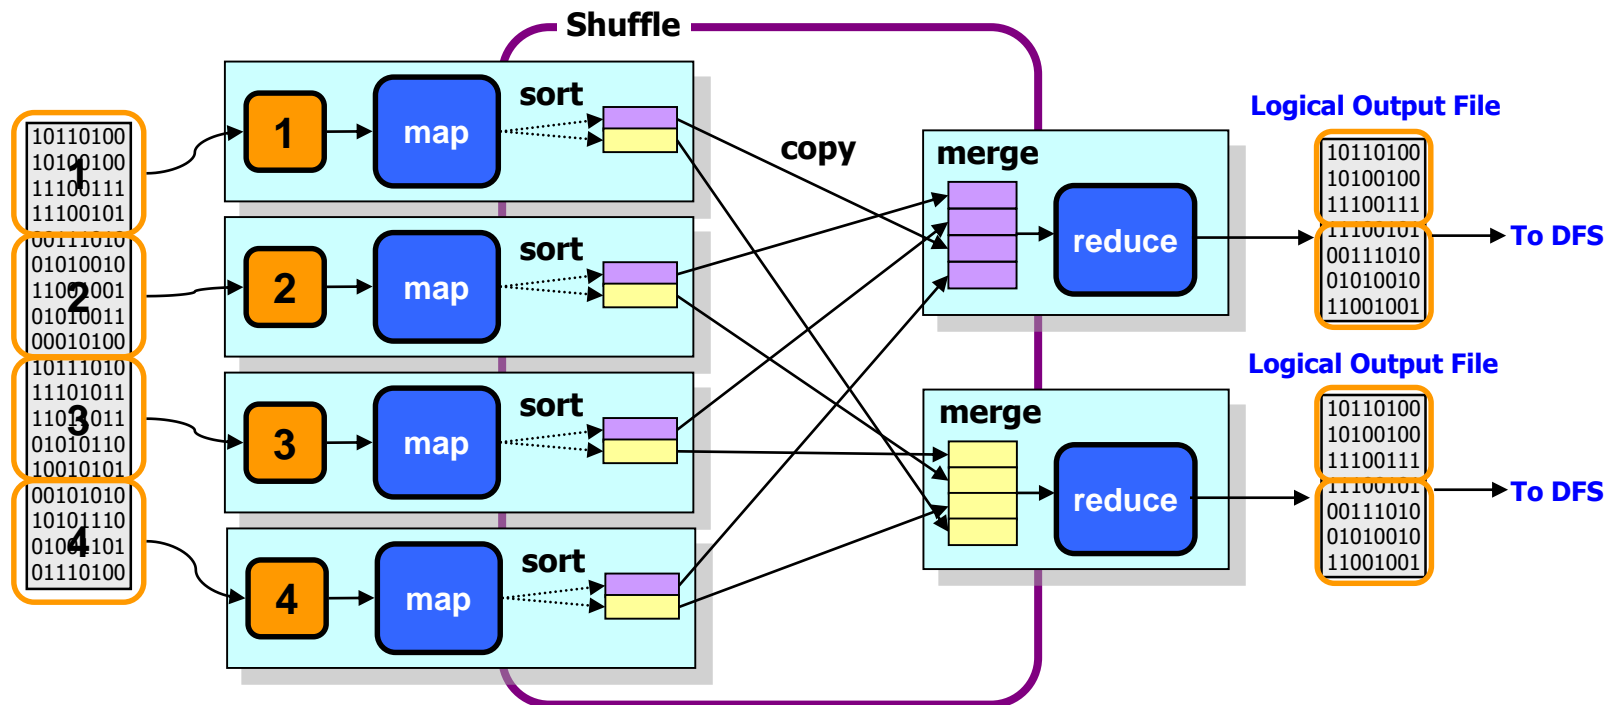 Shuffle
10110100
10100100
11100111
11100101
00111010
01010010
11001001
01010011
00010100
10111010
11101011
11011011
01010110
10010101
00101010
10101110
01001101
01110100
1
2
3
4
1
map
sort
2
map
sort
3
map
sort
4
map
sort
copy
merge
reduce
merge
reduce
Logical Output File
10110100
10100100
11100111
11100101
00111010
01010010
11001001
To DFS
Logical Output File
10110100
10100100
11100111
11100101
00111010
01010010
11001001
To DFS